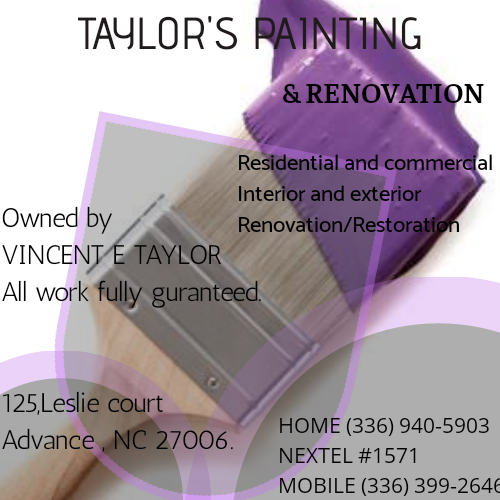 TAYLOR'S PAINTING
& RENOVATION
Residential and commercial
Interior and exterior
Renovation/Restoration
Owned by
VINCENT E TAYLOR
All work fully guranteed.
125,Leslie court
Advance , NC 27006.
HOME (336) 940-5903
NEXTEL #1571
MOBILE (336) 399-2646